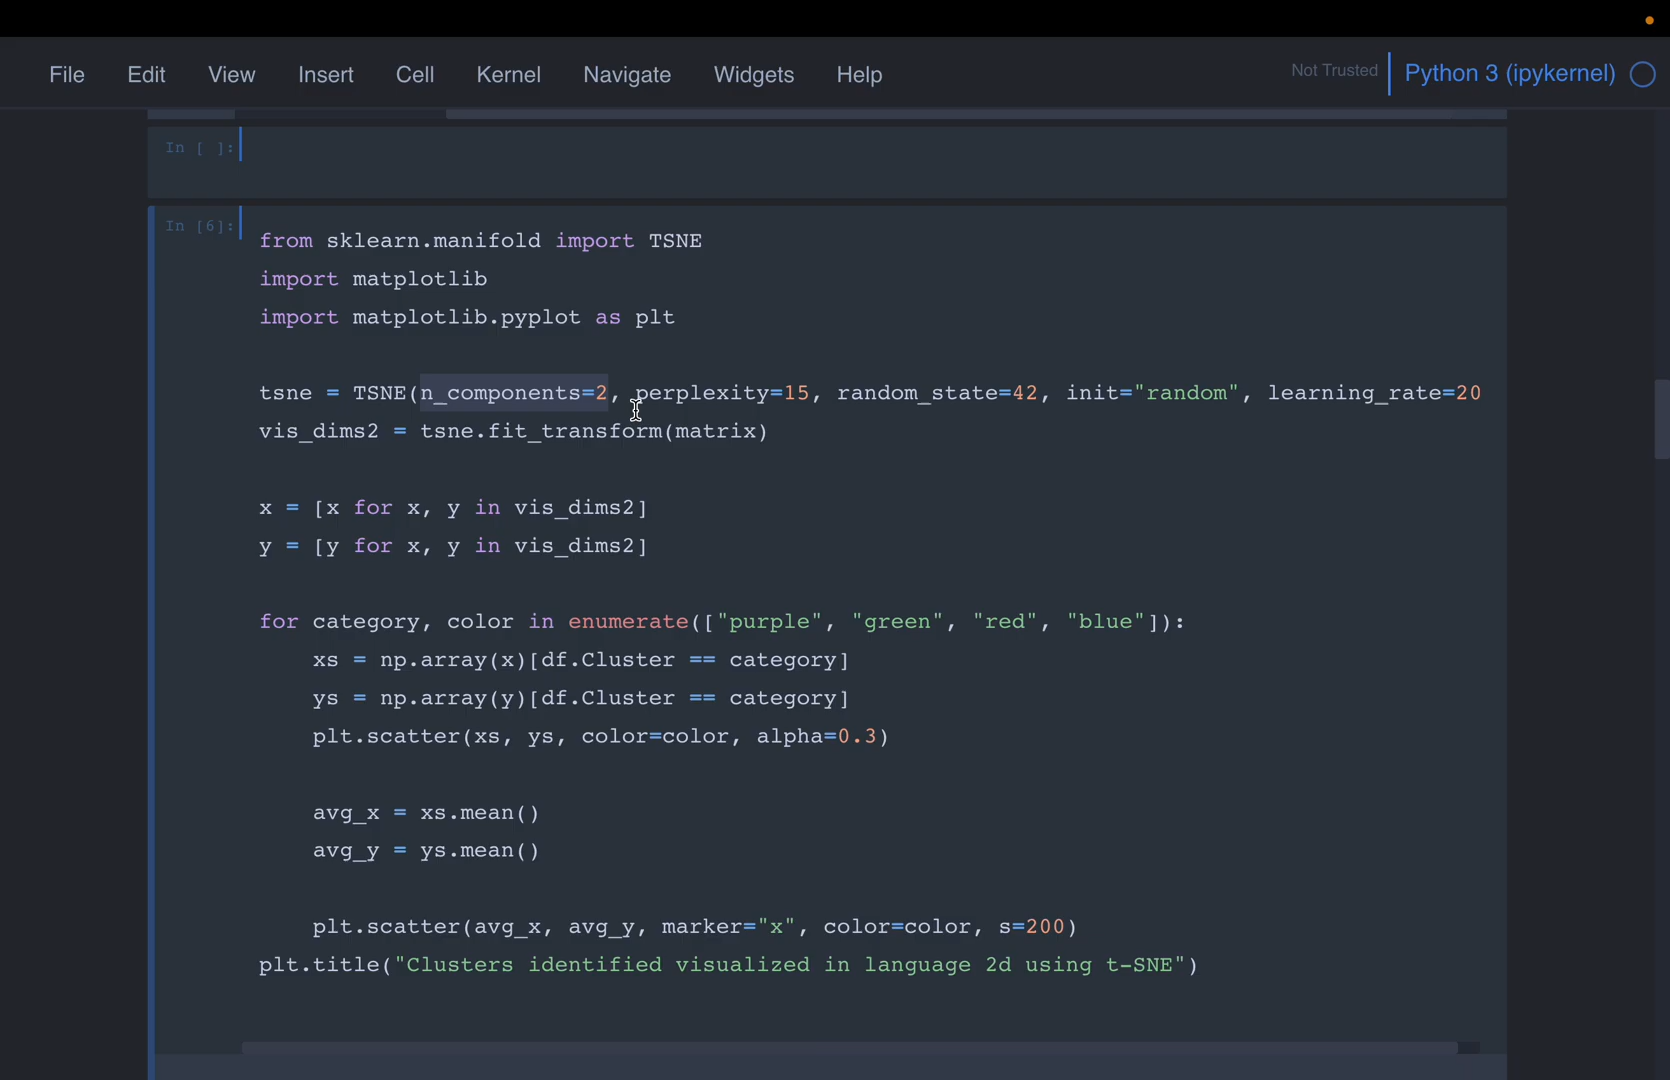 File Edit View Insert Cell Kernel Navigate Widgets Help Not Trusted Python 3 (ipykernel)
In [ ]:
In [6]:
from sklearn.manifold import TSNE
import matplotlib
import matplotlib.pyplot as plt
tsne = TSNE(n_components=2, perplexity=15, random_state=42, init="random", learning_rate=20
vis_dims2 = tsne.fit_transform(matrix)
x = [x for x, y in vis_dims2]
y = [y for x, y in vis_dims2]
for category, color in enumerate(["purple", "green", "red", "blue"]):
xs = np.array(x)[df.Cluster == category]
ys = np.array(y)[df.Cluster == category]
plt.scatter(xs, ys, color=color, alpha=0.3)
avg_x = xs.mean()
avg_y = ys.mean()
plt.scatter(avg_x, avg_y, marker="x", color=color, s=200)
plt.title("Clusters identified visualized in language 2d using t-SNE")